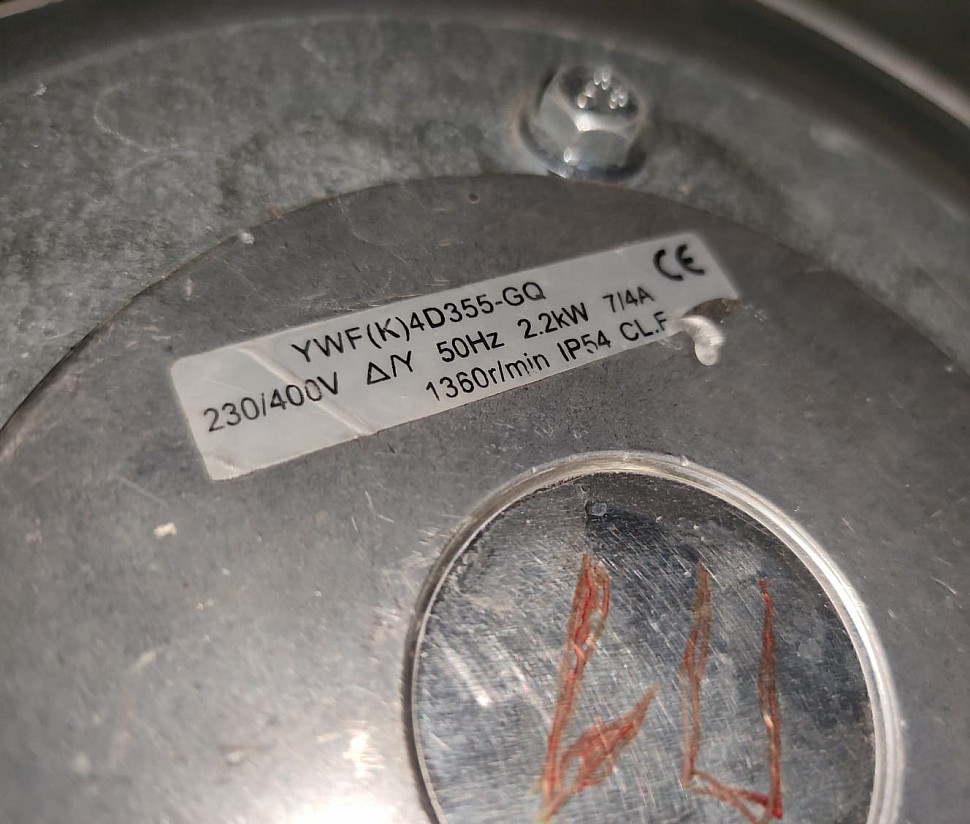 CE
YWF(K)4D355-GQ
230/400V Δ/Y 50Hz 2.2kW 7/4A
1360r/min IP54 CL.F